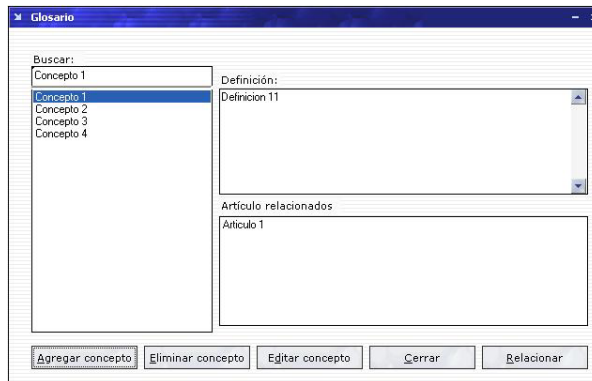 Glosario
Buscar:
Concepto 1
Concepto 1
Concepto 2
Concepto 3
Concepto 4
Definición:
Definicion 11
Artículo relacionados
Articulo 1
Agregar concepto
Eliminar concepto
Editar concepto
Cerrar
Relacionar